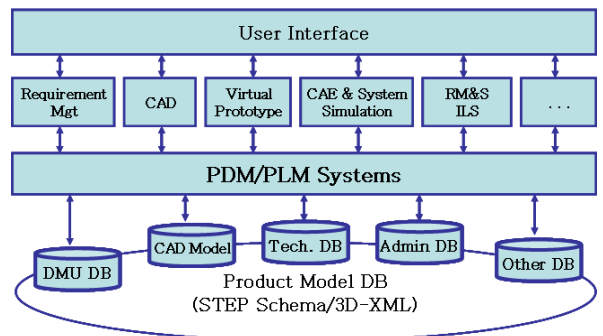 User Interface
Requirement
Mgt
CAD
Virtual
Prototype
CAE & System
Simulation
RM&S
ILS
. . .
PDM/PLM Systems
DMU DB
CAD Model
Tech. DB
Admin DB
Other DB
Product Model DB
(STEP Schema/3D-XML)